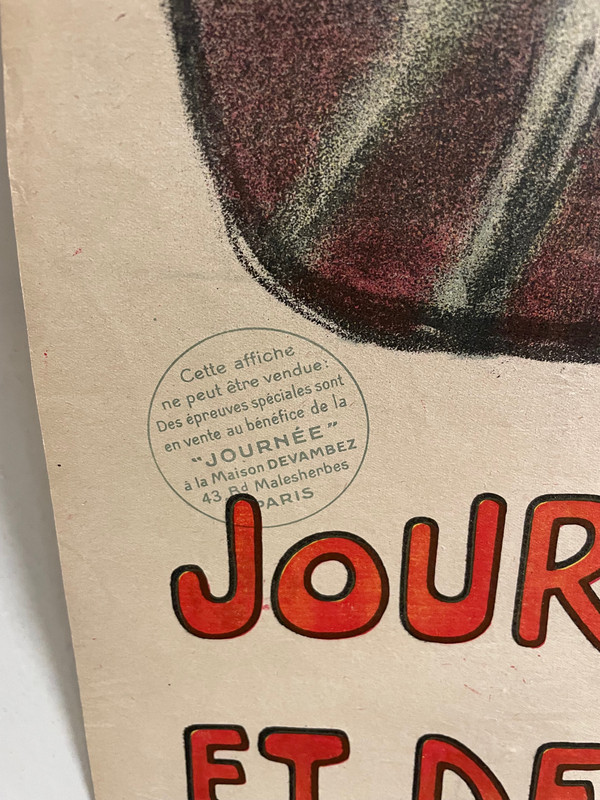 Cette affiche
ne peut être vendue:
Des épreuves spéciales sont
en vente au bénéfice de la
"JOURNÉE"
à la Maison DEVAMBEZ
43, Bd Malesherbes
PARIS
JOUR
ET DE